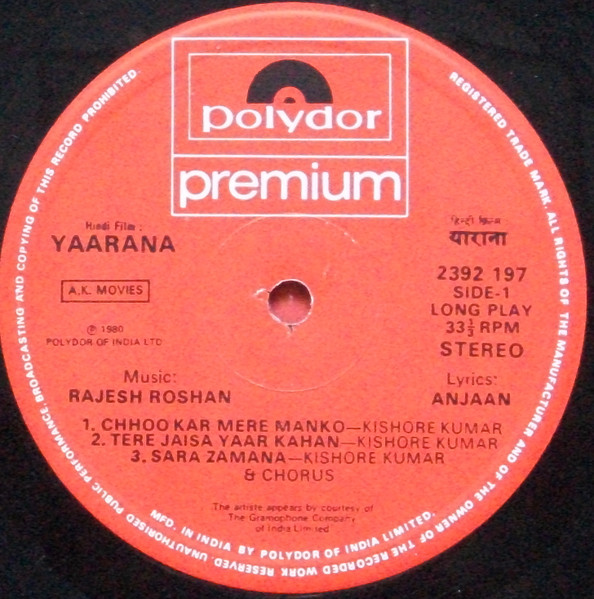 polydor
premium
Hindi Film :
YAARANA
हिन्दी फ़िल्म
याराना
A.K. MOVIES
2392 197
SIDE-1
LONG PLAY
33 1/3 RPM
STEREO
℗ 1980
POLYDOR OF INDIA LTD
Music:
RAJESH ROSHAN
Lyrics:
ANJAAN
1. CHHOO KAR MERE MANKO—KISHORE KUMAR
2. TERE JAISA YAAR KAHAN—KISHORE KUMAR
3. SARA ZAMANA—KISHORE KUMAR
& CHORUS
The artiste appears by courtesy of
The Gramophone Company
of India Limited
MFD. IN INDIA BY POLYDOR OF INDIA LIMITED.
REGISTERED TRADE MARK. ALL RIGHTS OF THE MANUFACTURER AND OF THE OWNER OF THE RECORDED WORK RESERVED. UNAUTHORISED PUBLIC PERFORMANCE BROADCASTING AND COPYING OF THIS RECORD PROHIBITED.